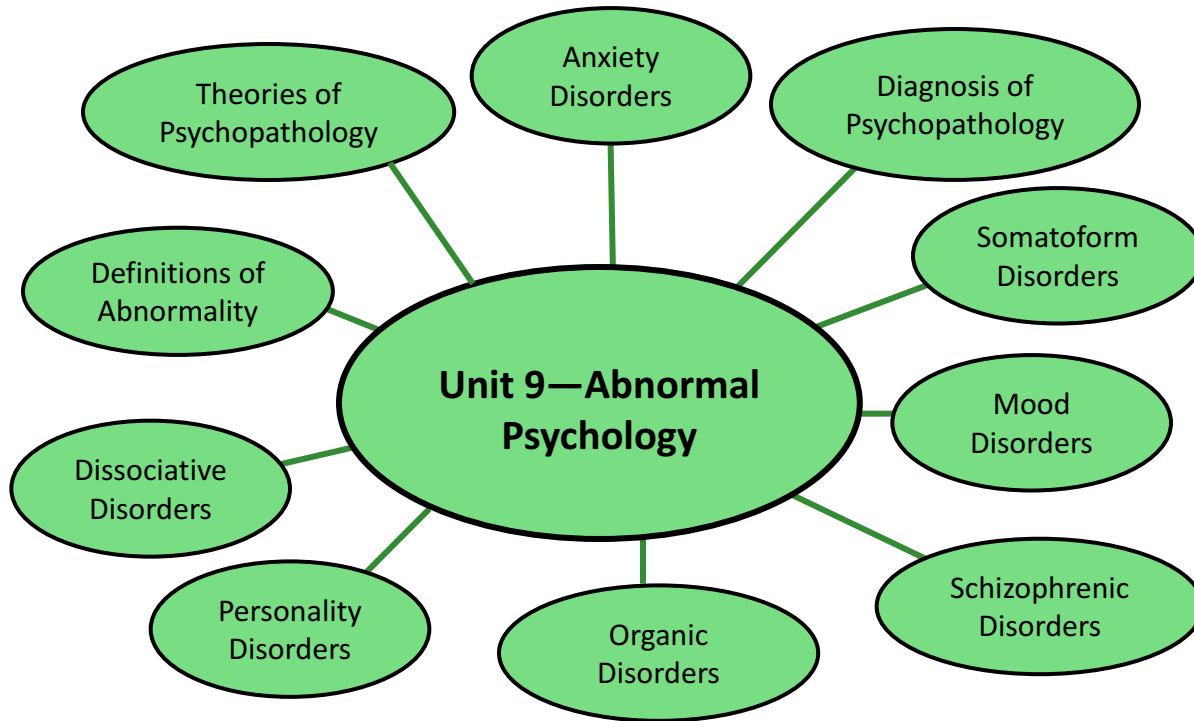 Theories of
Psychopathology
Anxiety
Disorders
Diagnosis of
Psychopathology
Somatoform
Disorders
Definitions of
Abnormality
Unit 9—Abnormal
Psychology
Mood
Disorders
Dissociative
Disorders
Schizophrenic
Disorders
Personality
Disorders
Organic
Disorders